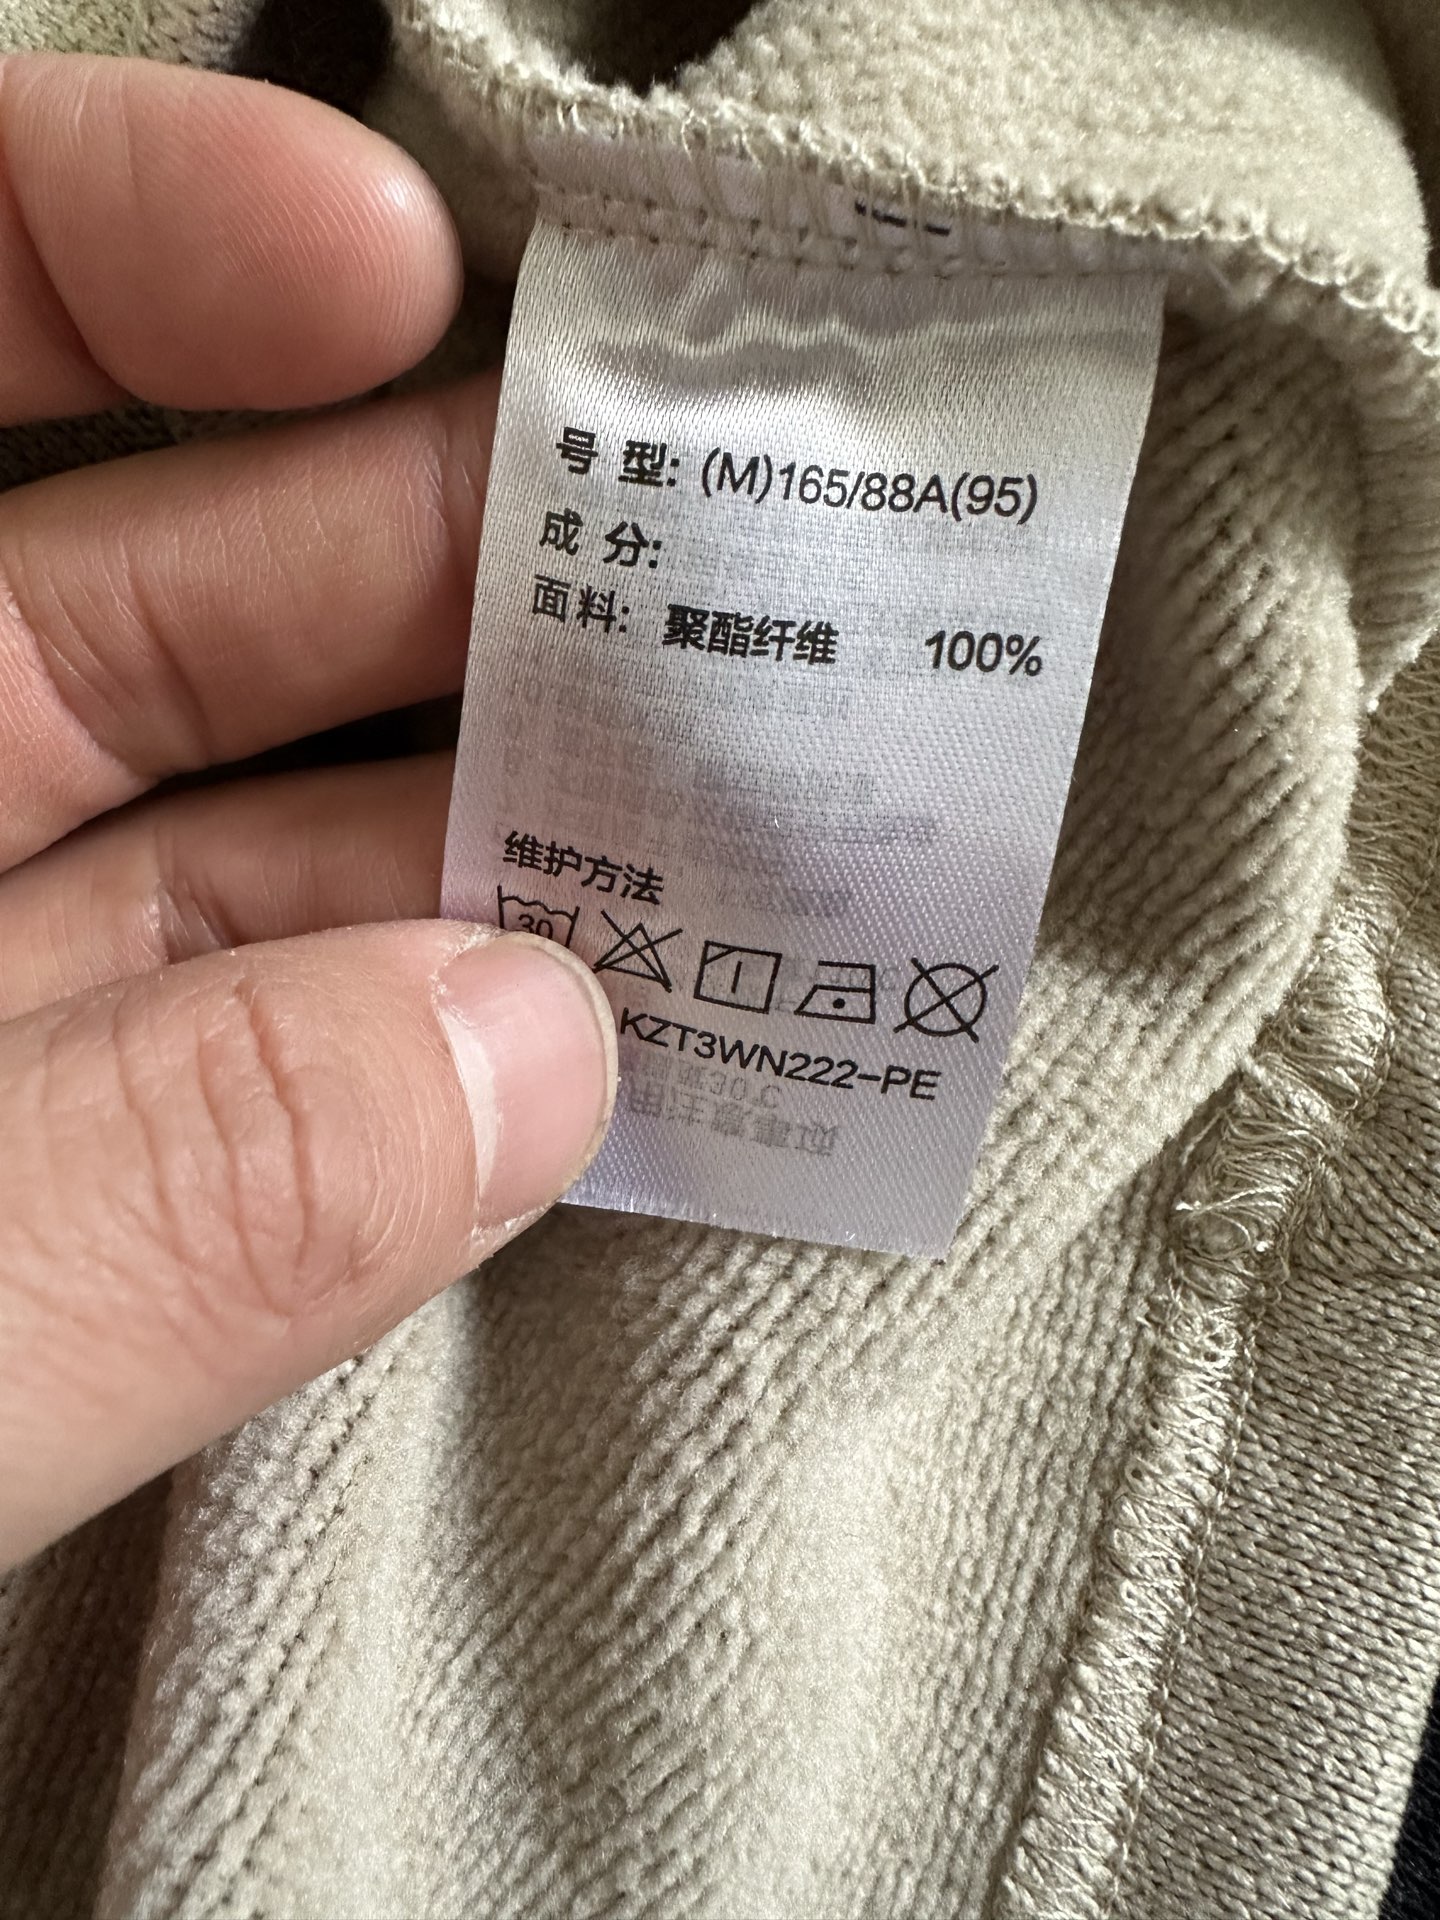 号 型: (M)165/88A(95)
成 分:
面料: 聚酯纤维 100%
维护方法
30
KZT3WN222-PE